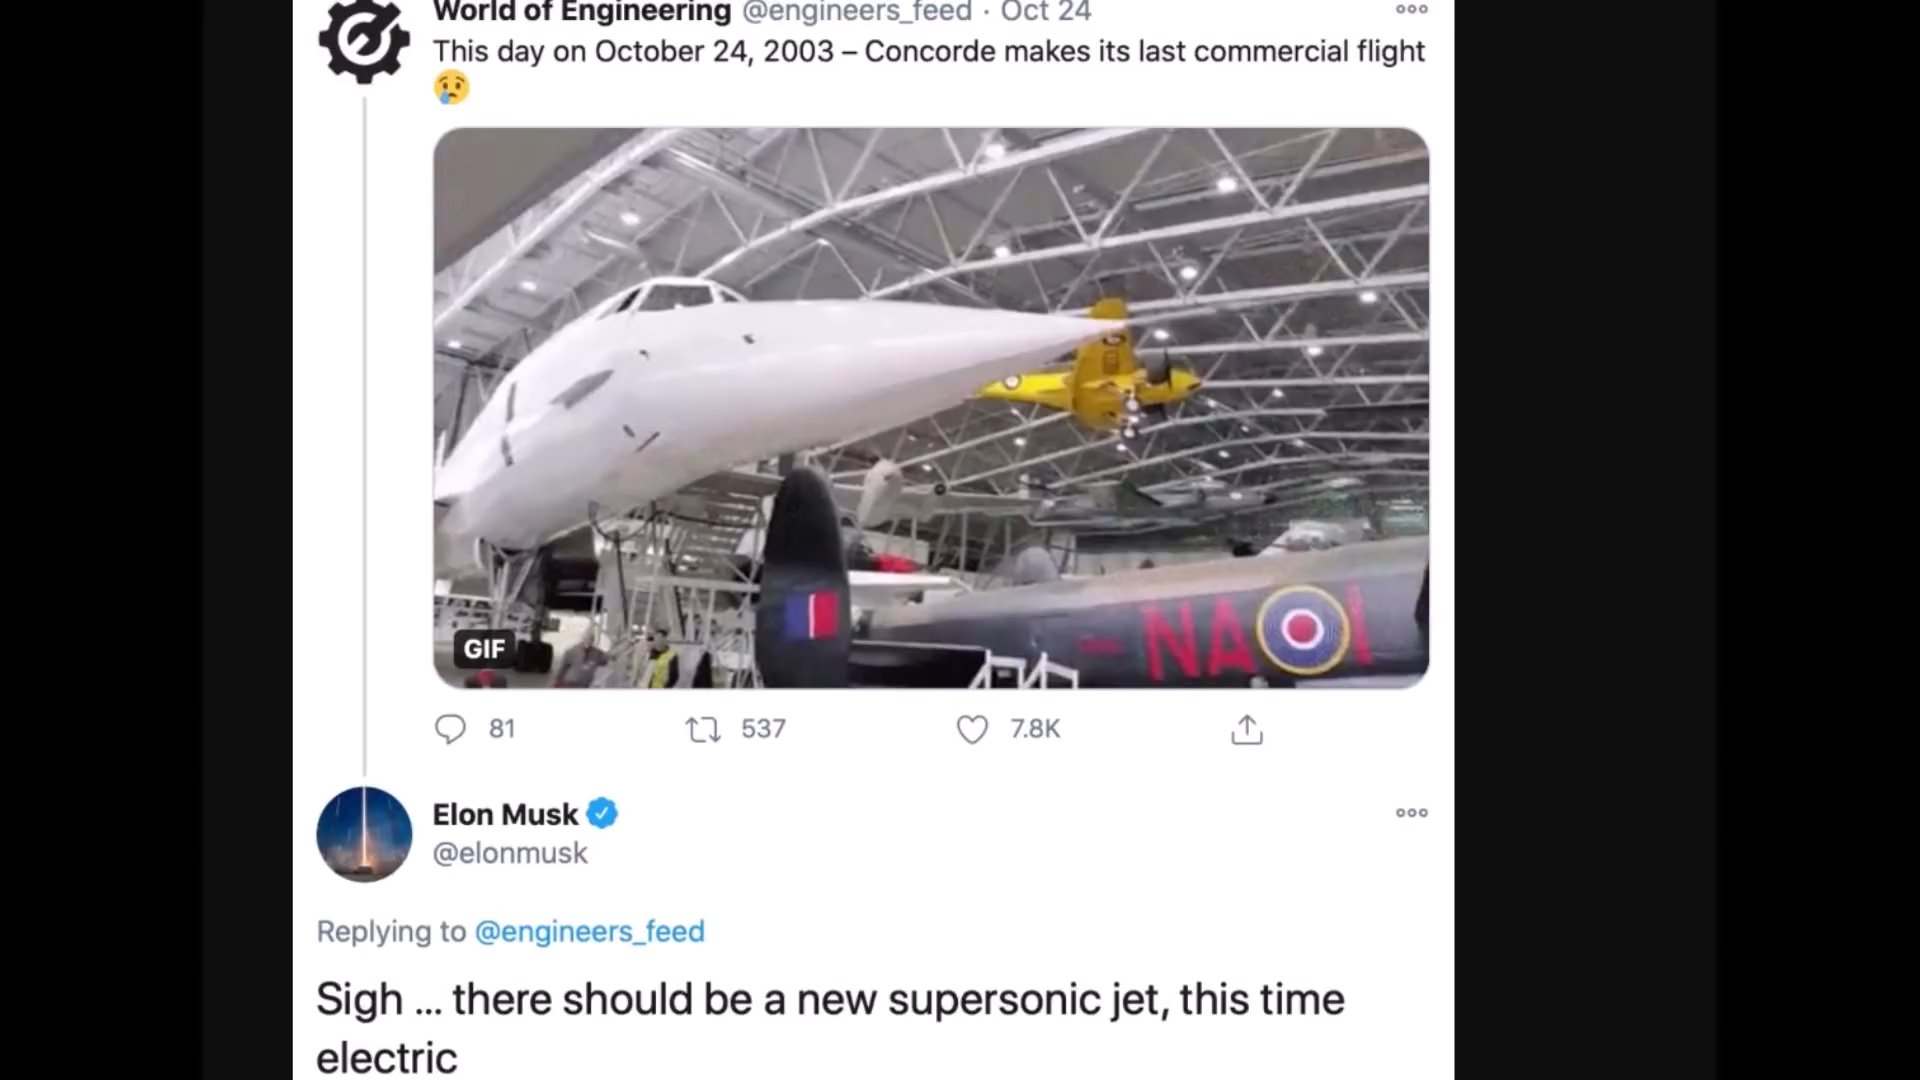 World of Engineering @engineers_feed · Oct 24
This day on October 24, 2003 – Concorde makes its last commercial flight
😢
- NA I
GIF
81 537 7.8K
Elon Musk
@elonmusk
Replying to @engineers_feed
Sigh ... there should be a new supersonic jet, this time
electric